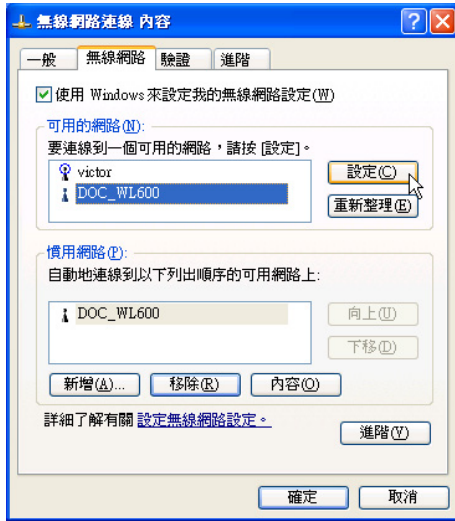 無線網路連線 內容
一般 無線網路 驗證 進階
使用 Windows 來設定我的無線網路設定(W)
可用的網路(N):
要連線到一個可用的網路，請按 [設定]。
victor
DOC_WL600
設定(C)
重新整理(E)
慣用網路(P):
自動地連線到以下列出順序的可用網路上:
DOC_WL600
向上(U)
下移(D)
新增(A)... 移除(R) 內容(O)
詳細了解有關 設定無線網路設定。
進階(V)
確定 取消